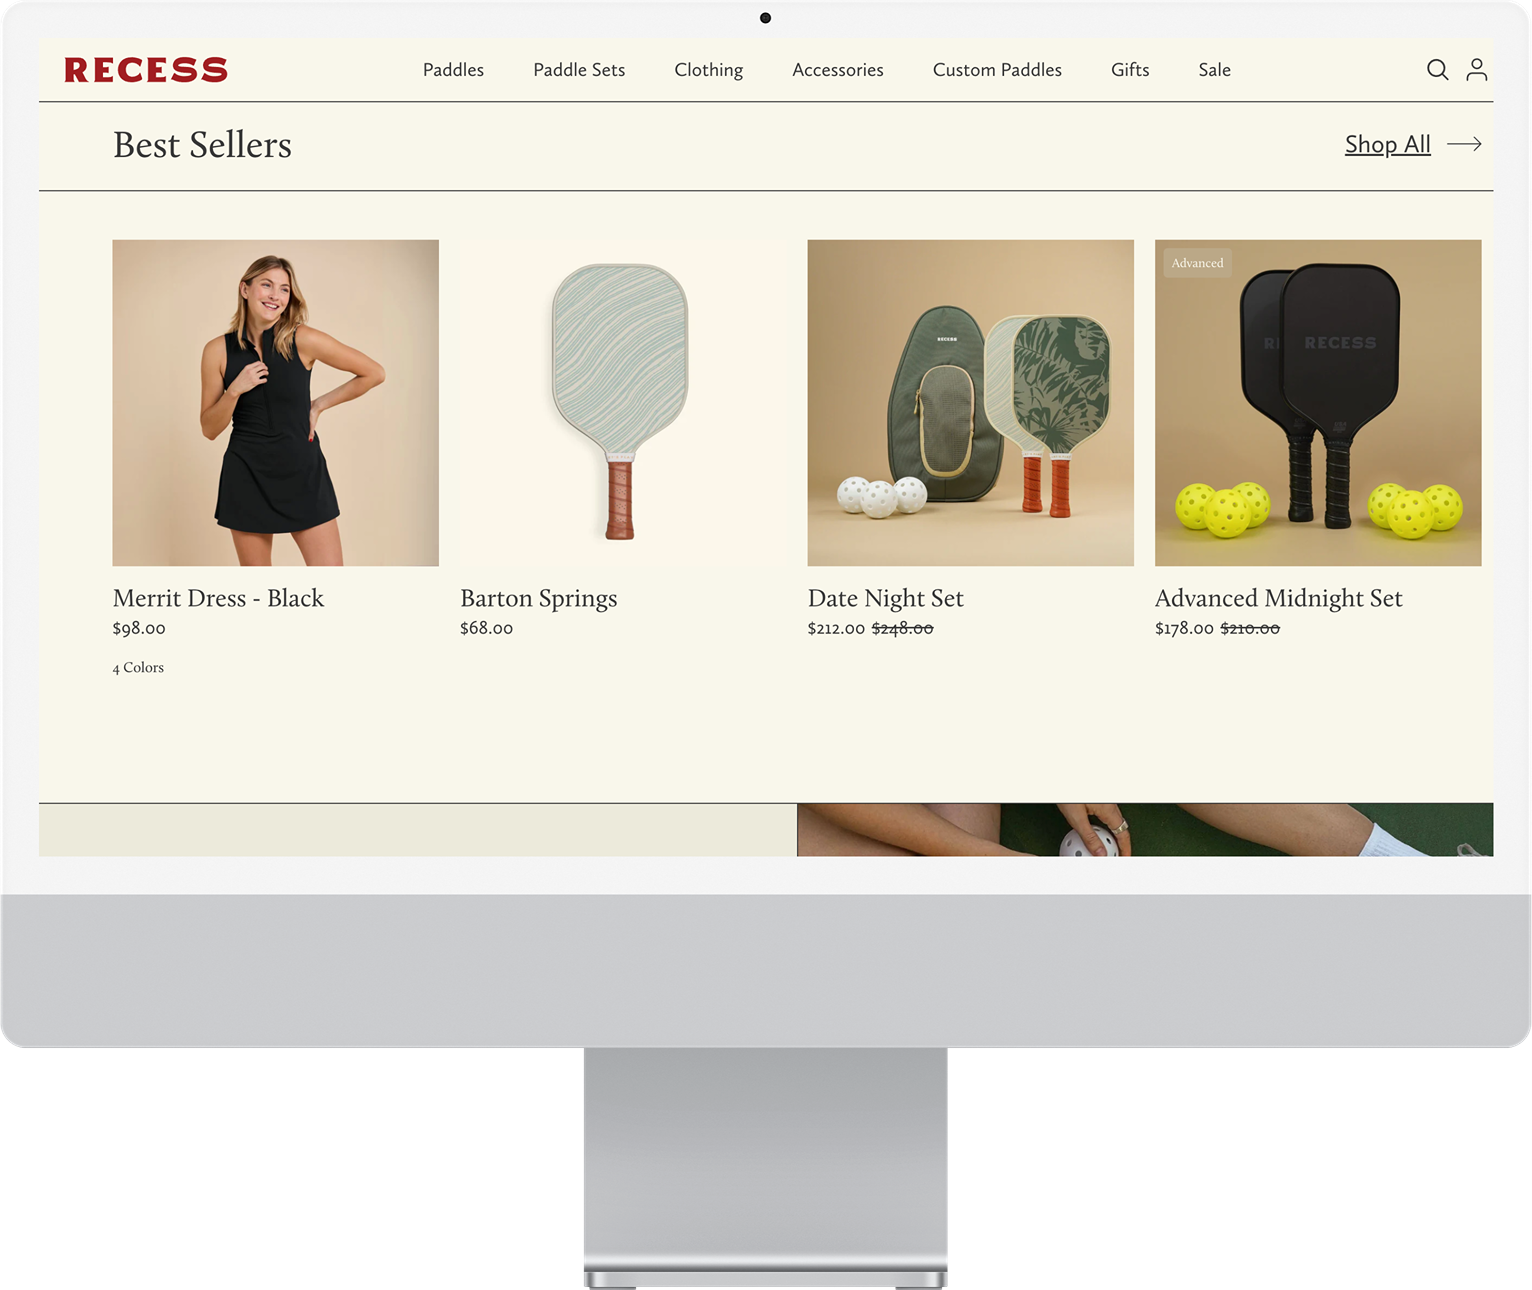 RECESS
Paddles Paddle Sets Clothing Accessories Custom Paddles Gifts Sale
Best Sellers
Shop All
RECESS
Advanced
RE RECESS
Merrit Dress - Black
$98.00
4 Colors
Barton Springs
$68.00
Date Night Set
$212.00 $248.00
Advanced Midnight Set
$178.00 $210.00